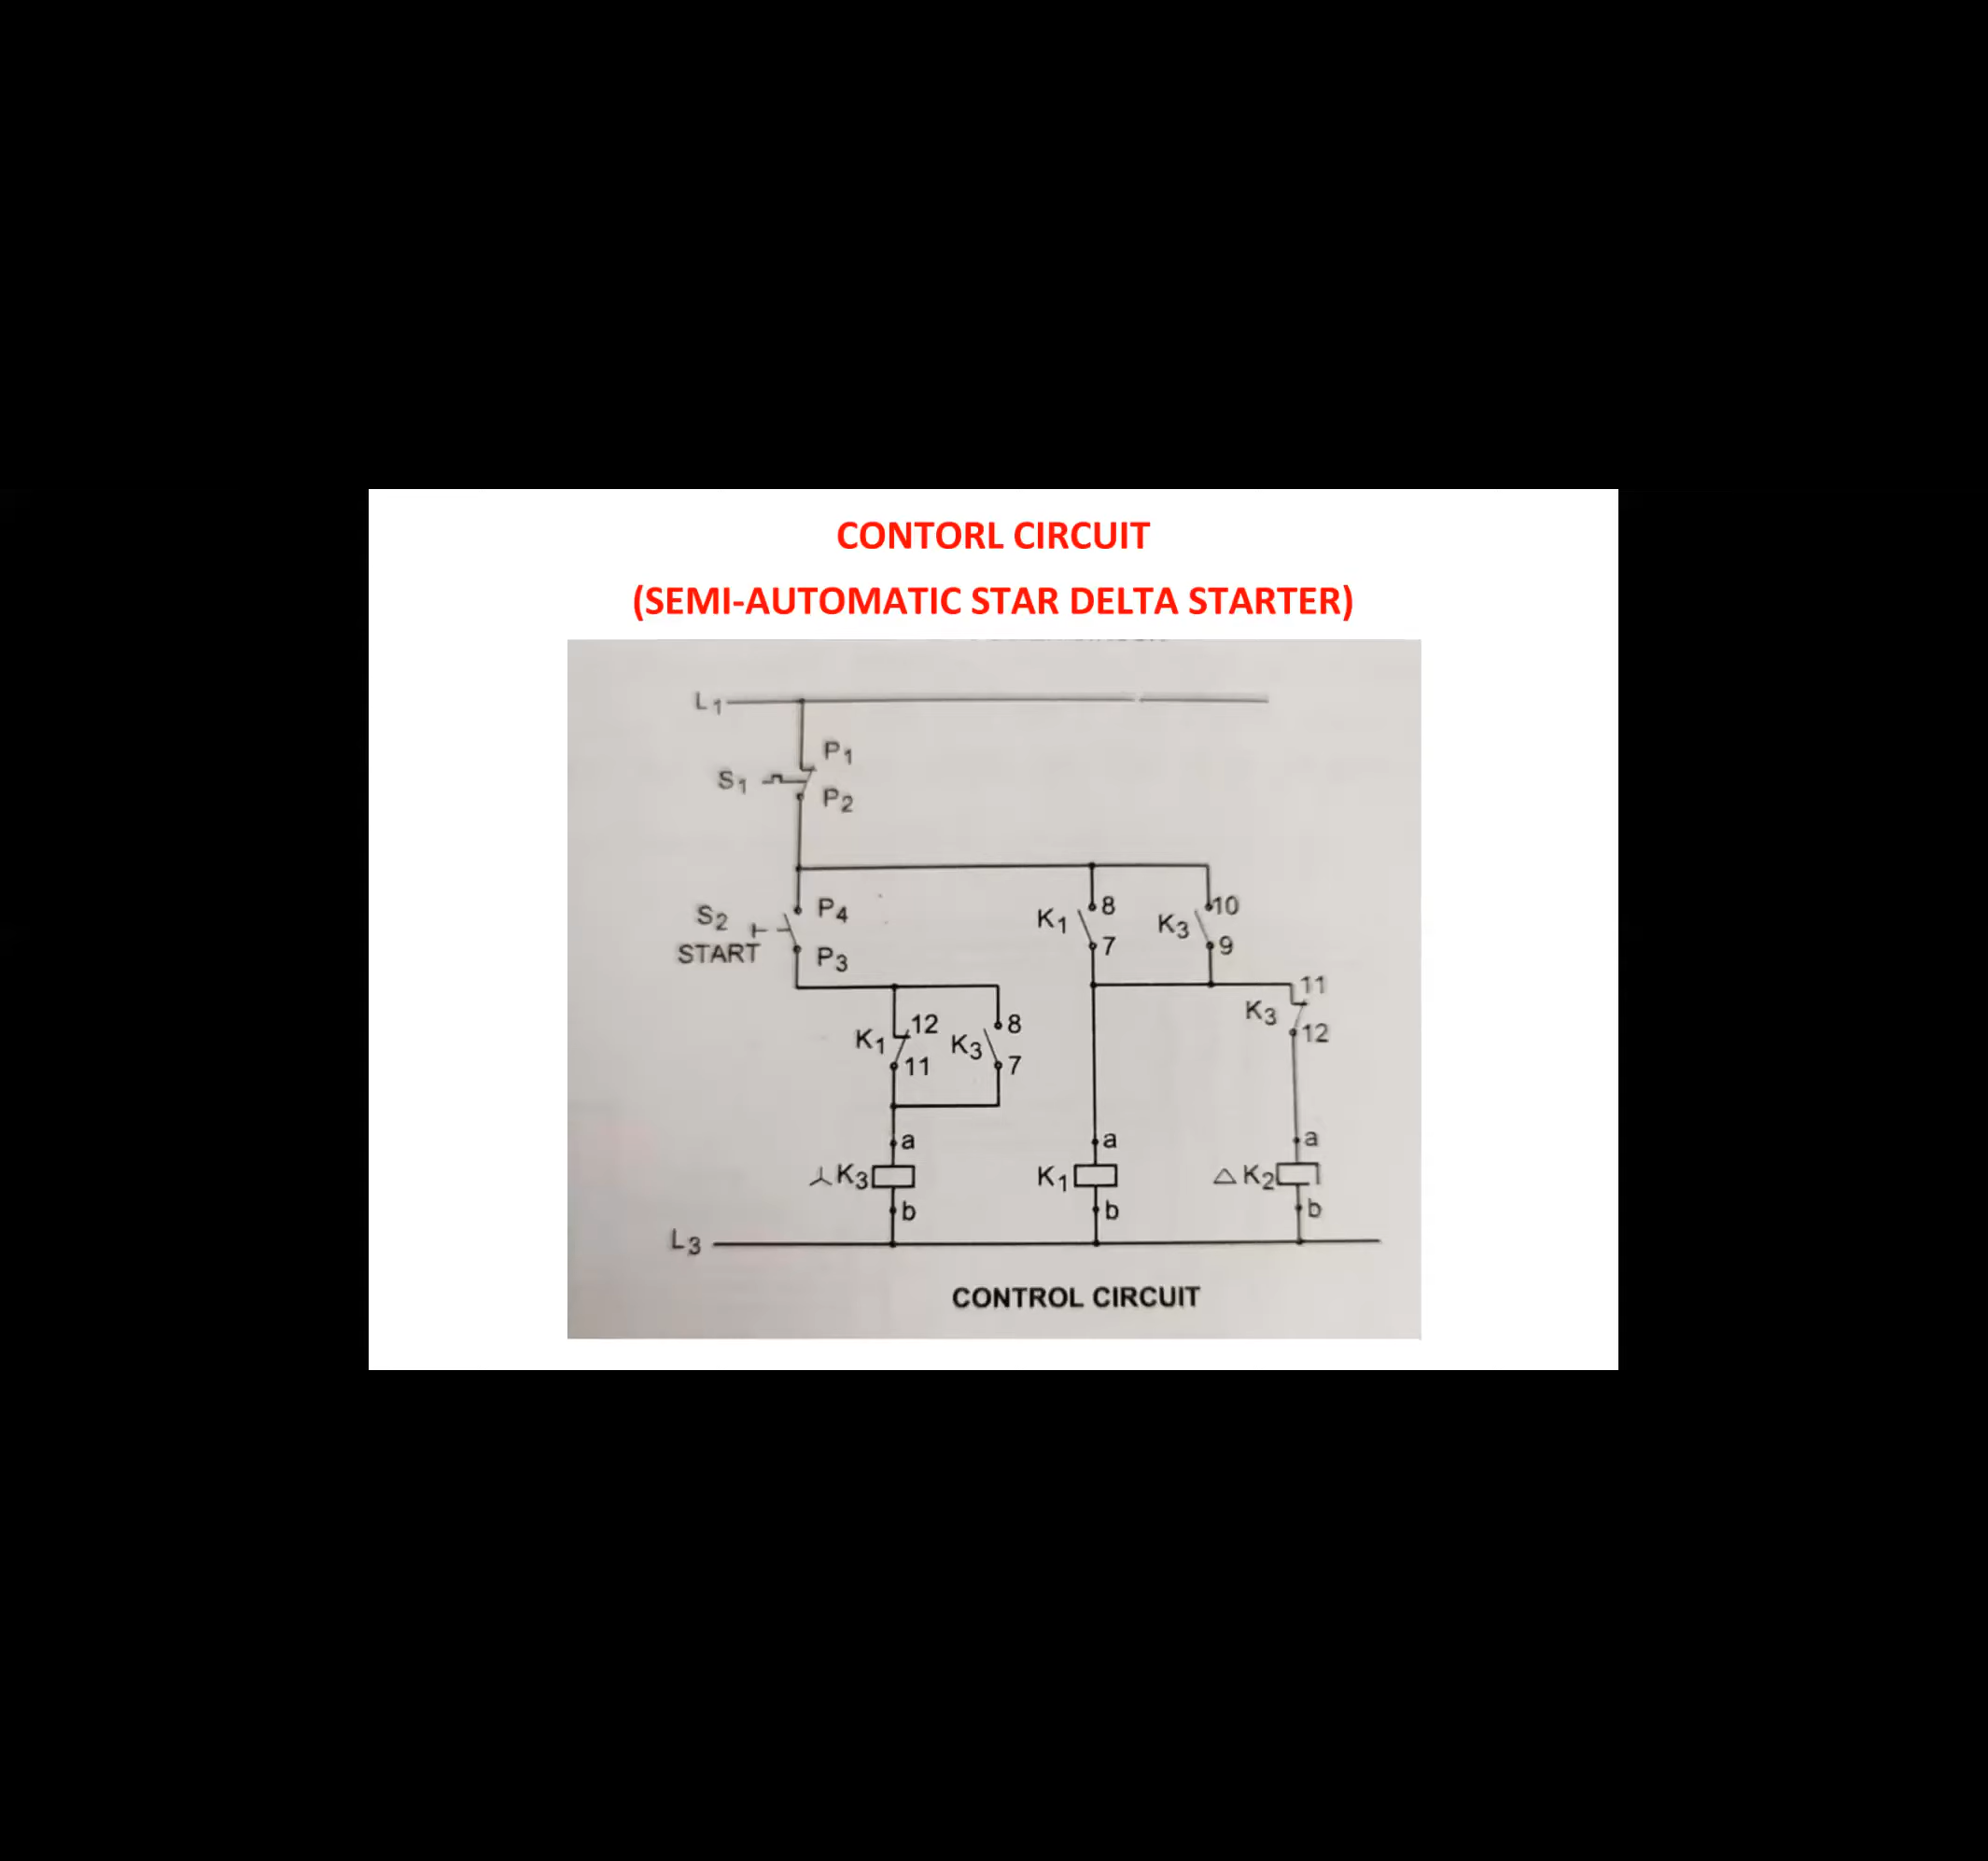 CONTORL CIRCUIT
(SEMI-AUTOMATIC STAR DELTA STARTER)
L1
P1
S1
P2
S2
P4
START
P3
K1
8
7
K3
10
9
K1
12
11
K3
8
7
K3
11
12
a
K3
b
a
K1
b
a
△ K2
b
L3
CONTROL CIRCUIT